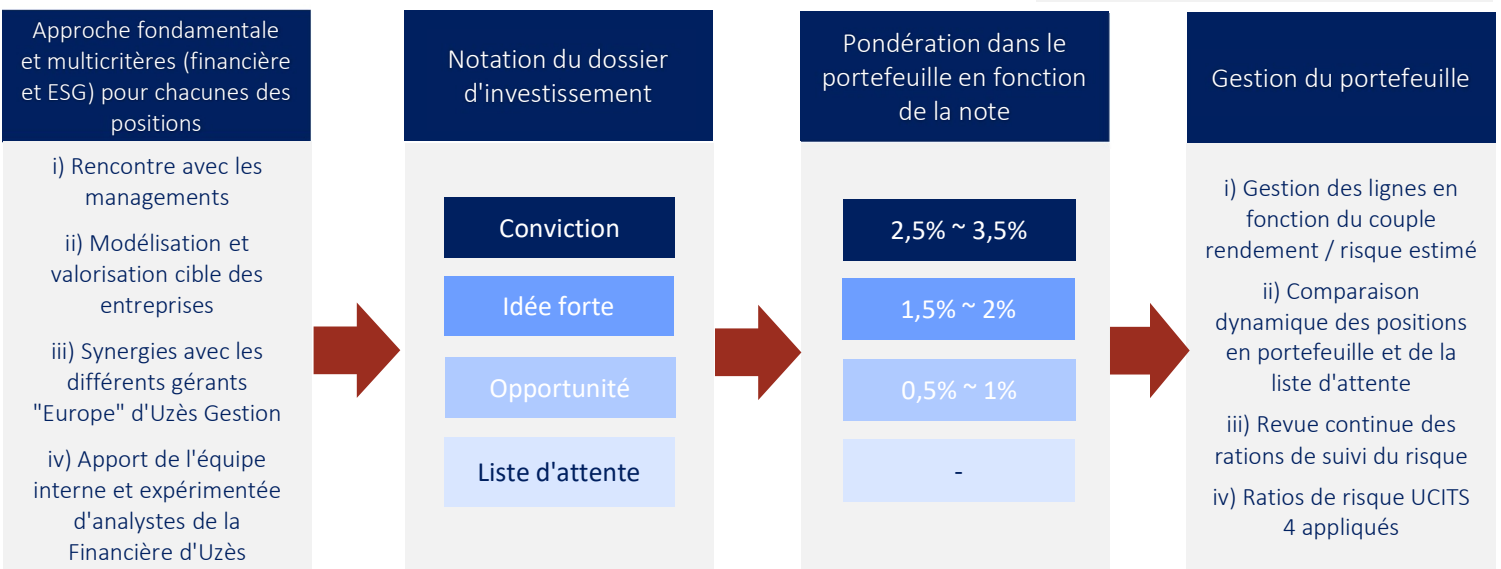 Approche fondamentale
et multicritères (financière
et ESG) pour chacunes des
positions
i) Rencontre avec les
managements
ii) Modélisation et
valorisation cible des
entreprises
iii) Synergies avec les
différents gérants
"Europe" d'Uzès Gestion
iv) Apport de l'équipe
interne et expérimentée
d'analystes de la
Financière d'Uzès
Notation du dossier
d'investissement
Conviction
Idée forte
Opportunité
Liste d'attente
Pondération dans le
portefeuille en fonction
de la note
2,5% ~ 3,5%
1,5% ~ 2%
0,5% ~ 1%
-
Gestion du portefeuille
i) Gestion des lignes en
fonction du couple
rendement / risque estimé
ii) Comparaison
dynamique des positions
en portefeuille et de la
liste d'attente
iii) Revue continue des
rations de suivi du risque
iv) Ratios de risque UCITS
4 appliqués